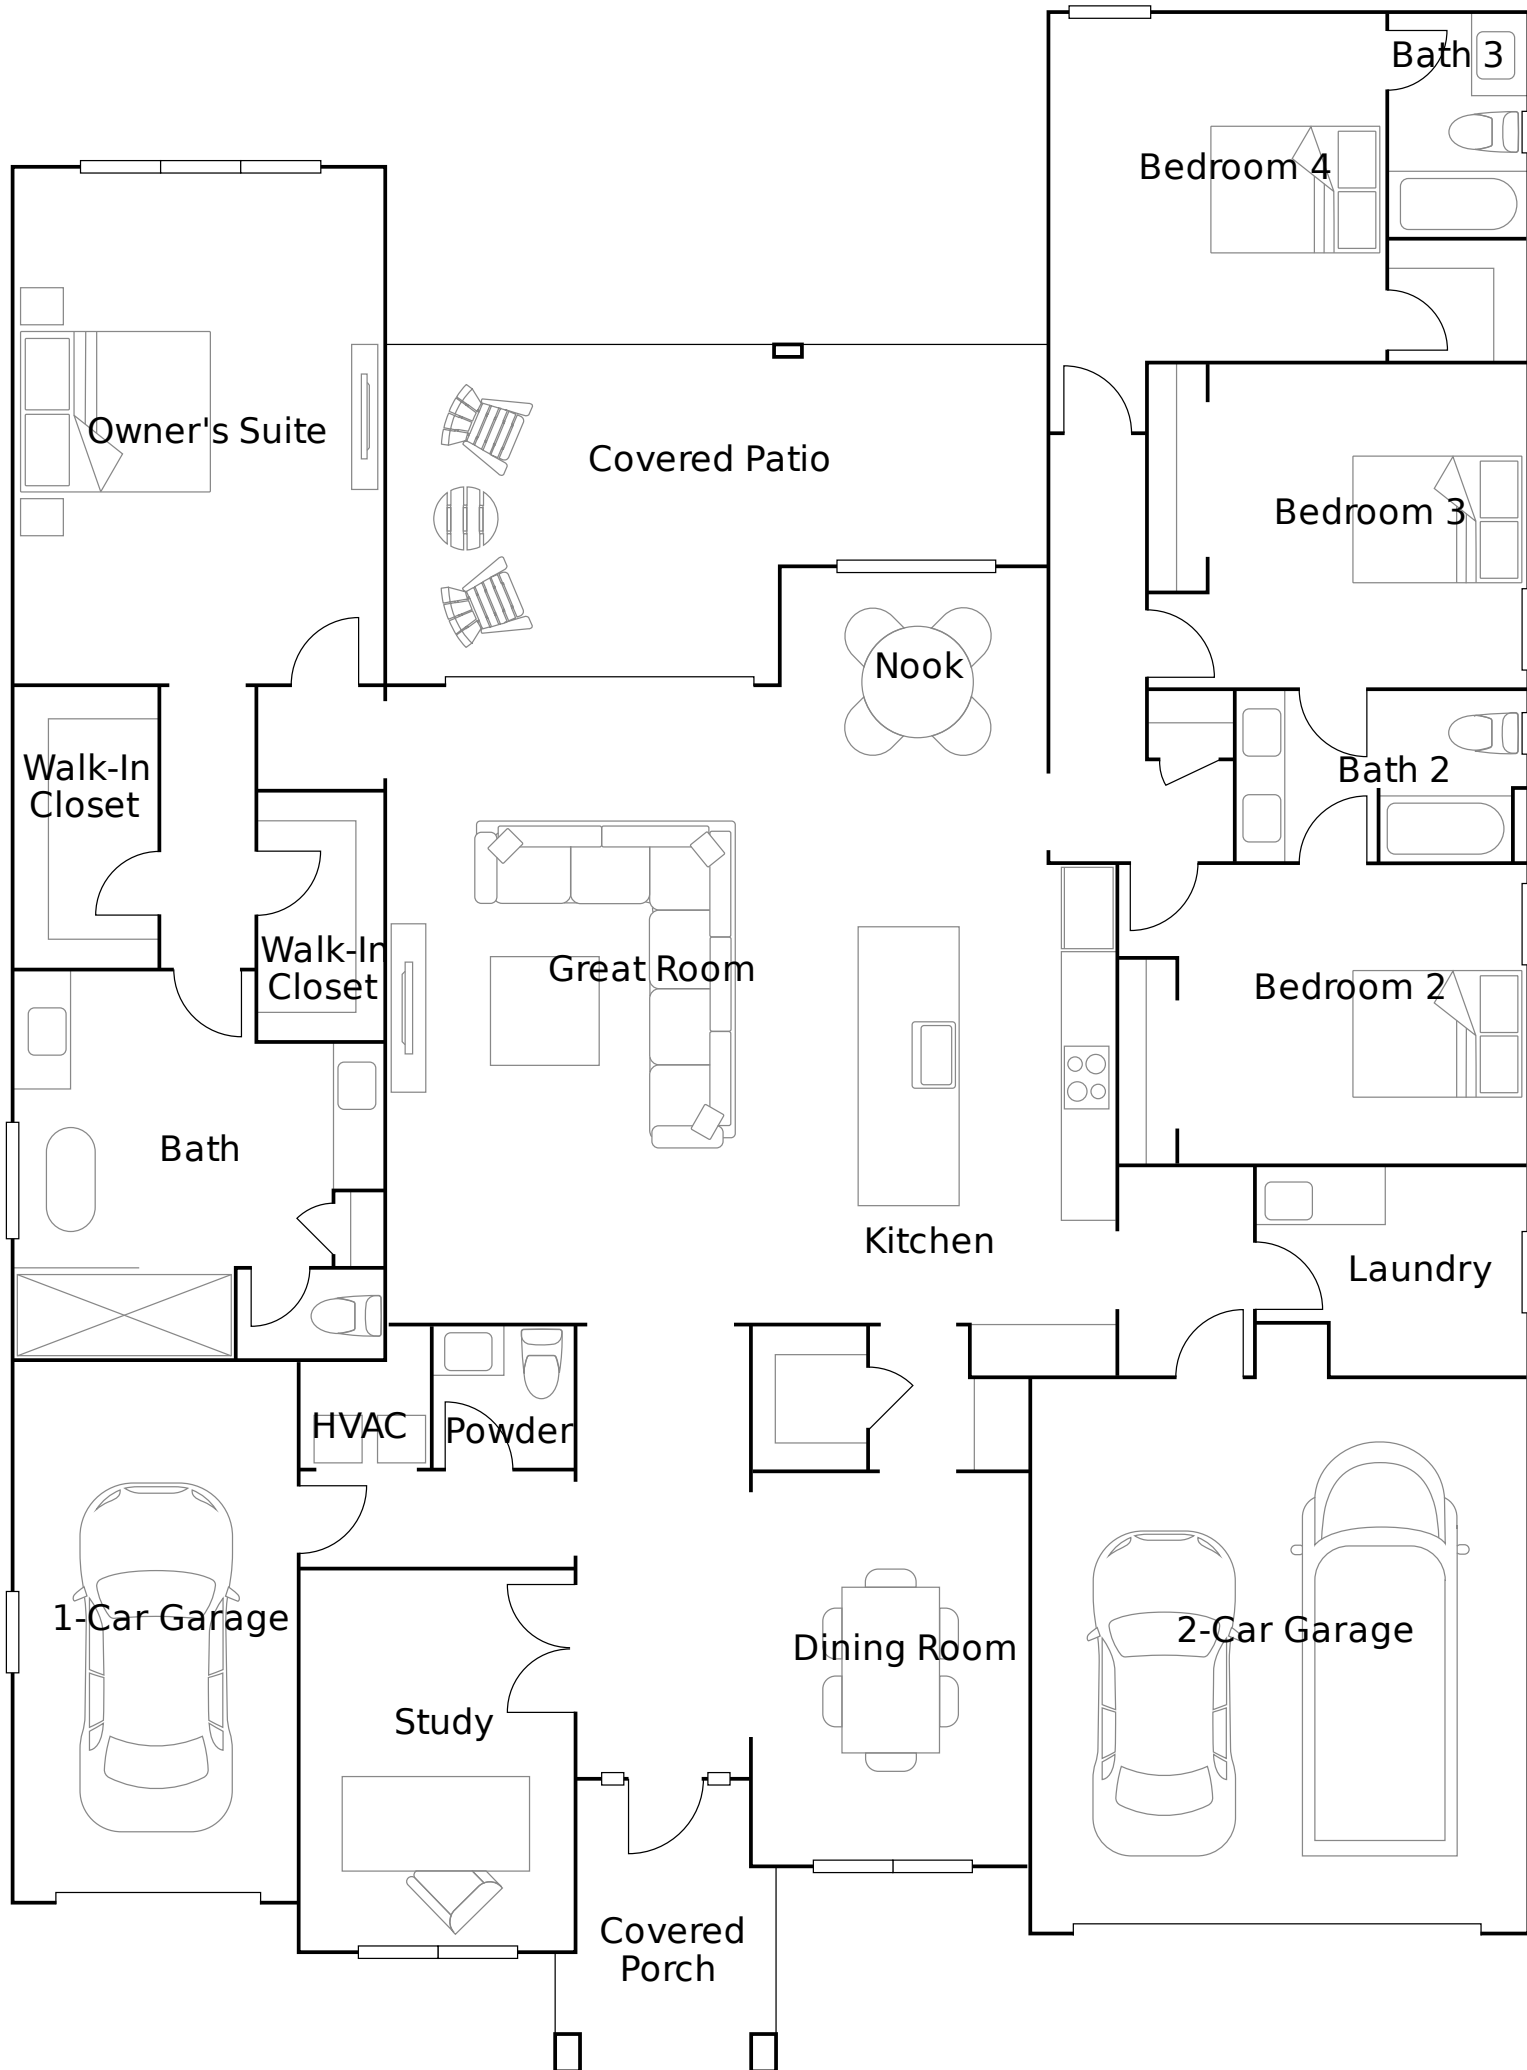 Bath 3
Bedroom 4
Owner's Suite
Covered Patio
Bedroom 3
Nook
Walk-In
Closet
Bath 2
Walk-In
Closet
Great Room
Bedroom 2
Bath
Kitchen
Laundry
HVAC
Powder
1-Car Garage
Dining Room
2-Car Garage
Study
Covered
Porch